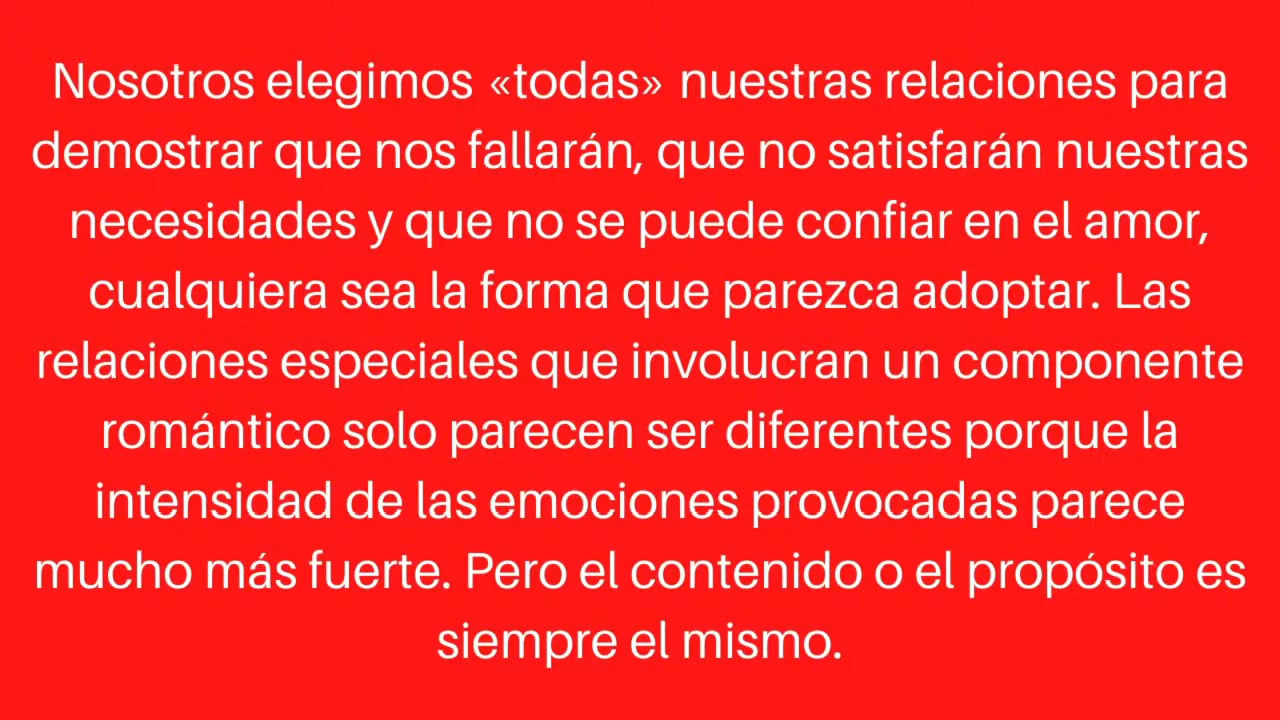 Nosotros elegimos «todas» nuestras relaciones para
demostrar que nos fallarán, que no satisfarán nuestras
necesidades y que no se puede confiar en el amor,
cualquiera sea la forma que parezca adoptar. Las
relaciones especiales que involucran un componente
romántico solo parecen ser diferentes porque la
intensidad de las emociones provocadas parece
mucho más fuerte. Pero el contenido o el propósito es
siempre el mismo.